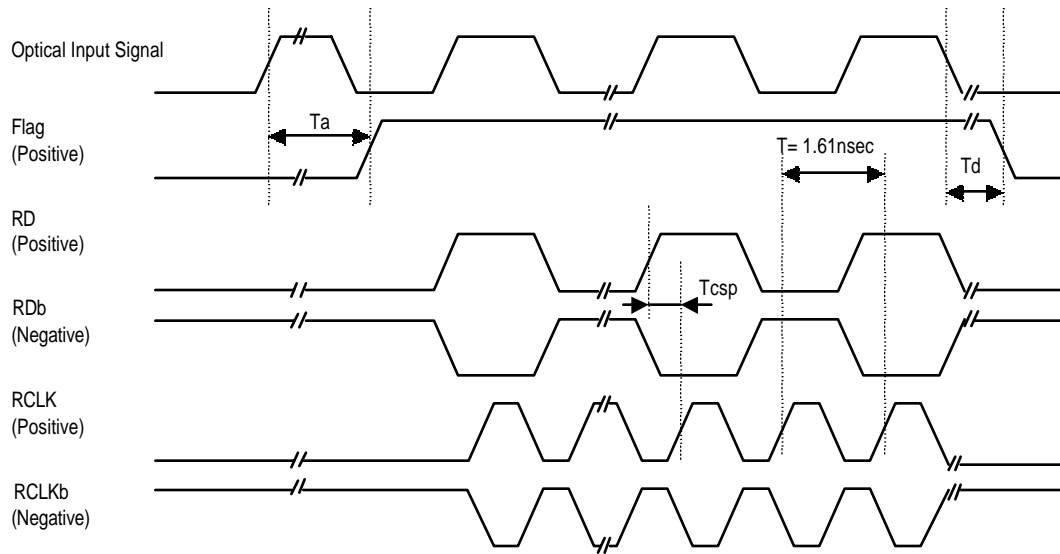 Optical Input Signal
Flag
(Positive)
Ta
T= 1.61nsec
Td
RD
(Positive)
Tcsp
RDb
(Negative)
RCLK
(Positive)
RCLKb
(Negative)